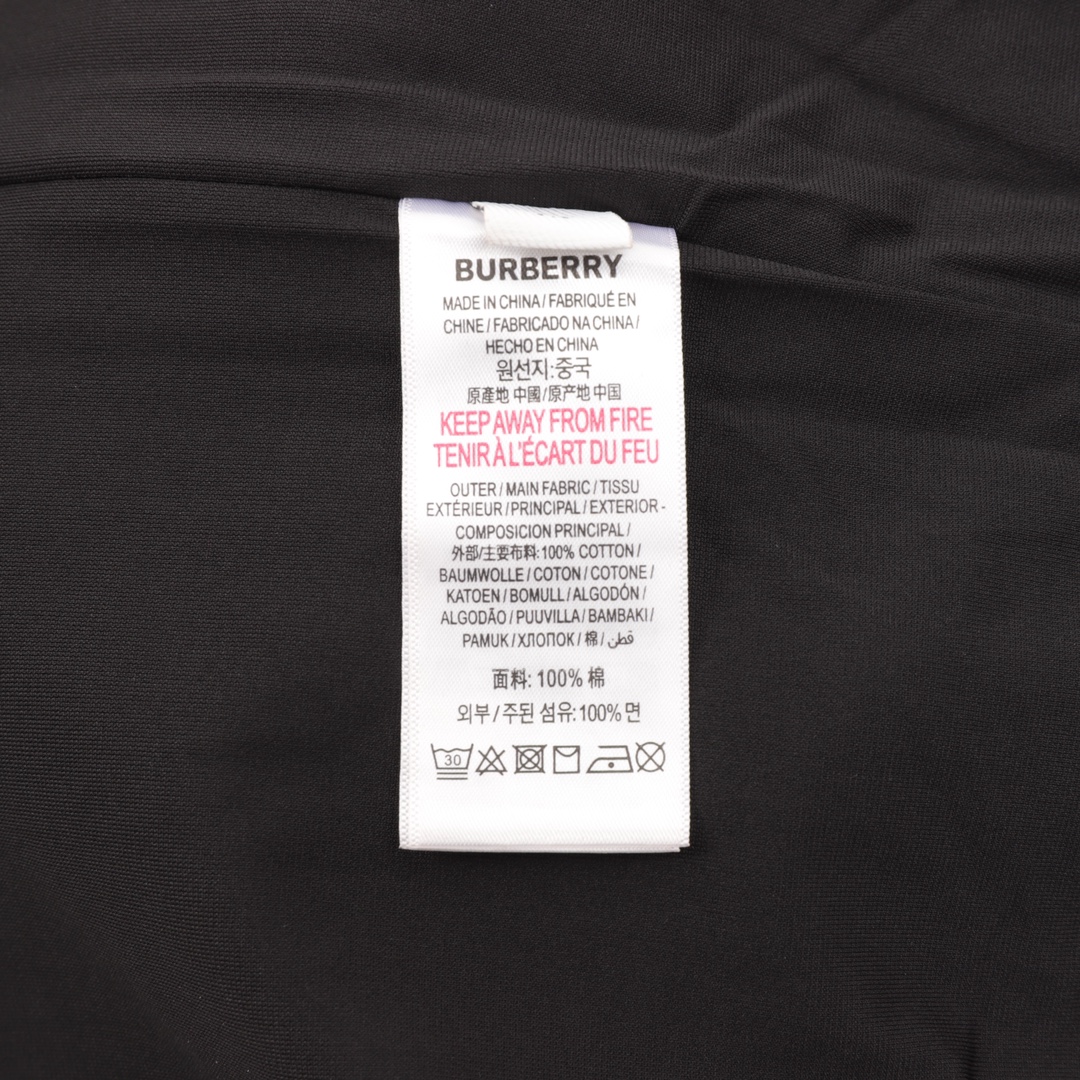 BURBERRY
MADE IN CHINA / FABRIQUÉ EN
CHINE / FABRICADO NA CHINA /
HECHO EN CHINA
원선지:중국
原產地 中國/原产地 中国
KEEP AWAY FROM FIRE
TENIR À L'ÉCART DU FEU
OUTER / MAIN FABRIC / TISSU
EXTÉRIEUR / PRINCIPAL / EXTERIOR -
COMPOSICION PRINCIPAL /
外部/主要布料:100% COTTON /
BAUMWOLLE / COTON / COTONE /
KATOEN / BOMULL / ALGODÓN /
ALGODÃO / PUUVILLA / BAMBAKI /
PAMUK / ХЛОПОК / 棉 / قطن
面料: 100% 棉
외부 / 주된 섬유: 100% 면
30